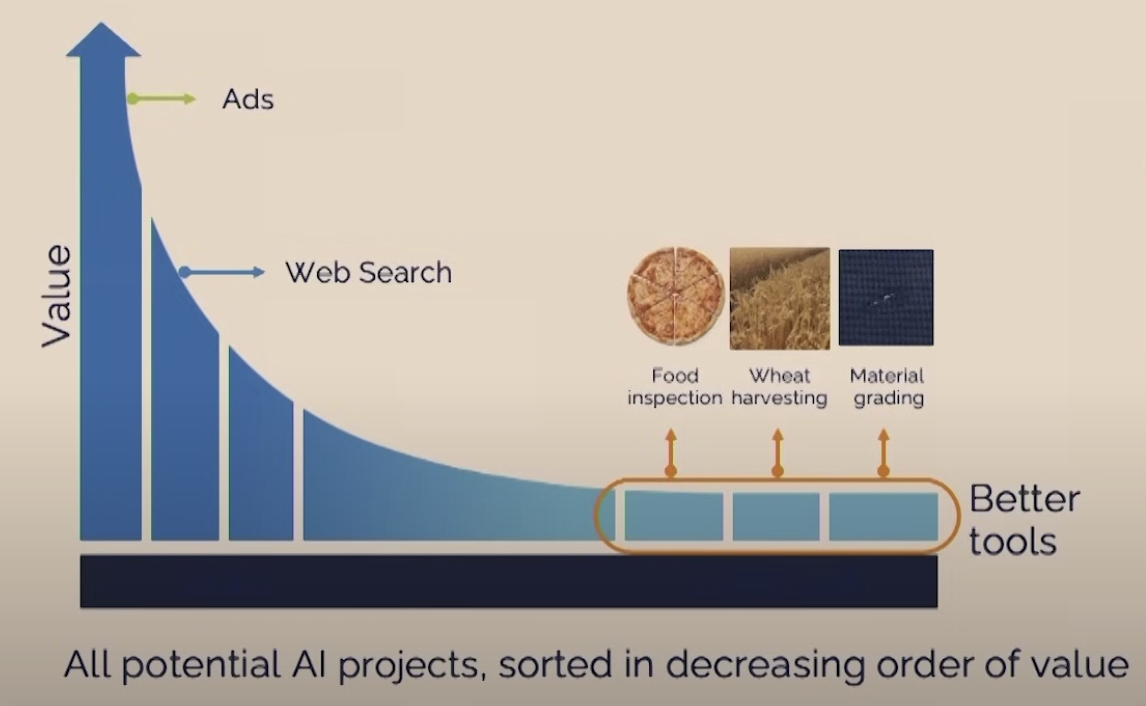 Ads
Value
Web Search
Food
inspection
Wheat
harvesting
Material
grading
Better
tools
All potential AI projects, sorted in decreasing order of value